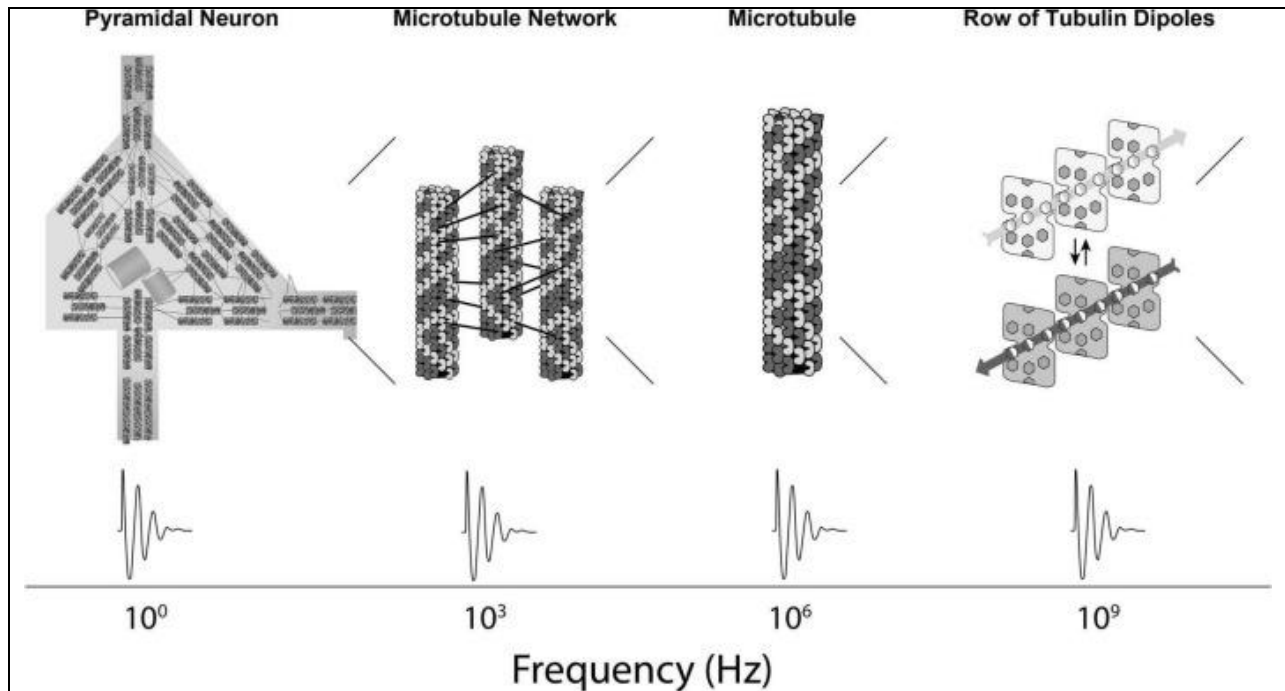 Pyramidal Neuron Microtubule Network Microtubule Row of Tubulin Dipoles
10⁰ 10³ 10⁶ 10⁹
Frequency (Hz)